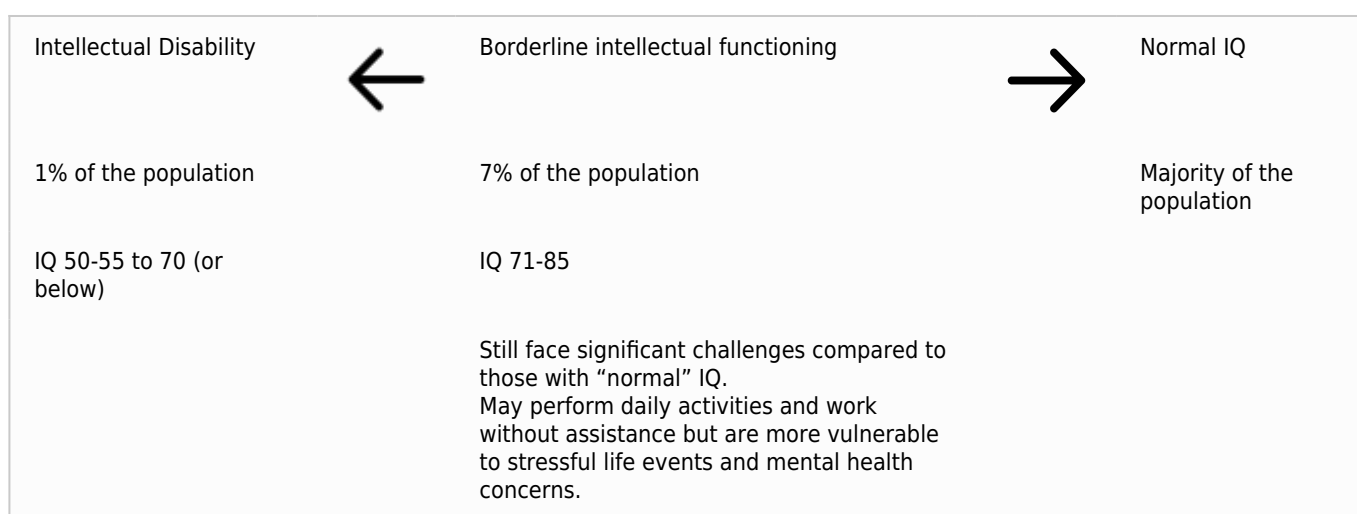 Intellectual Disability
Borderline intellectual functioning
Normal IQ
1% of the population
7% of the population
Majority of the
population
IQ 50-55 to 70 (or
below)
IQ 71-85
Still face significant challenges compared to
those with “normal” IQ.
May perform daily activities and work
without assistance but are more vulnerable
to stressful life events and mental health
concerns.